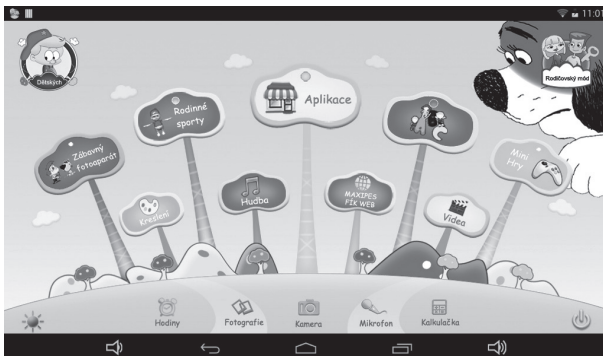 11:01
Dětských
Rodičovský mód
Aplikace
Rodinné
sporty
Zábavný
fotoaparát
Mini
Hry
Kreslení
Hudba
MAXIPES
FÍK WEB
Videa
Hodiny
Fotografie
Kamera
Mikrofon
Kalkulačka